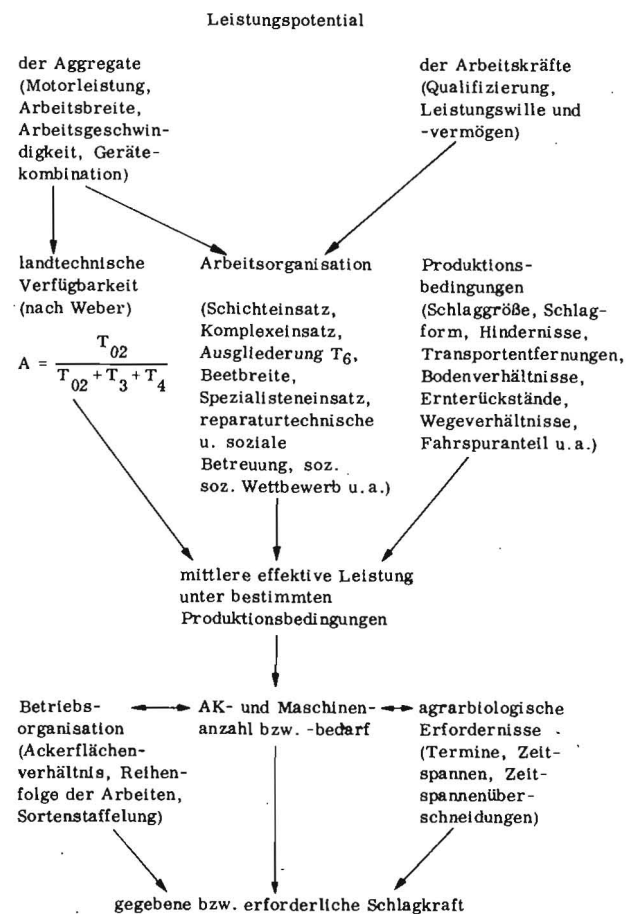 Leistungspotential
der Aggregate
(Motorleistung,
Arbeitsbreite,
Arbeitsgeschwin-
digkeit, Geräte-
kombination)
der Arbeitskräfte
(Qualifizierung,
Leistungswille und
-vermögen)
landtechnische
Verfügbarkeit
(nach Weber)
A = T02 / (T02 + T3 + T4)
Arbeitsorganisation
(Schichteinsatz,
Komplexeinsatz,
Ausgliederung T6,
Beetbreite,
Spezialisteneinsatz,
reparaturtechnische
u. soziale
Betreuung, soz.
soz. Wettbewerb u.a.)
Produktions-
bedingungen
(Schlaggröße, Schlag-
form, Hindernisse,
Transportentfernungen,
Bodenverhältnisse,
Ernterückstände,
Wegeverhältnisse,
Fahrspuranteil u.a.)
mittlere effektive Leistung
unter bestimmten
Produktionsbedingungen
Betriebs-
organisation
(Ackerflächen-
verhältnis, Reihen-
folge der Arbeiten,
Sortenstaffelung)
AK- und Maschinen-
anzahl bzw. -bedarf
agrarbiologische
Erfordernisse
(Termine, Zeit-
spannen, Zeit-
spannenüber-
schneidungen)
gegebene bzw. erforderliche Schlagkraft